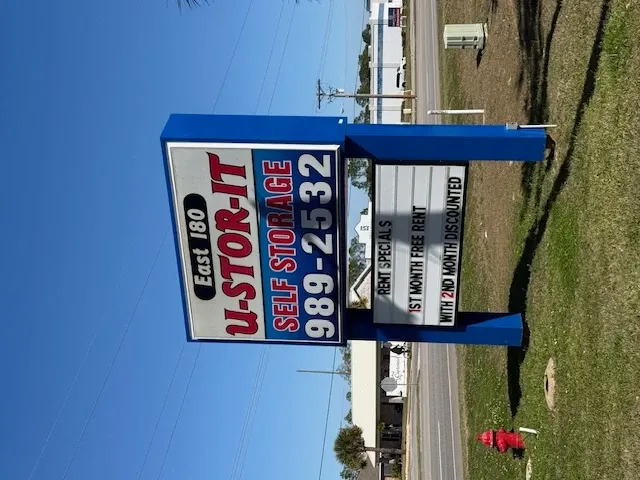 East 180
U-STOR-IT
SELF STORAGE
989-2532
RENT SPECIALS
1ST MONTH FREE RENT
WITH 2ND MONTH DISCOUNTED